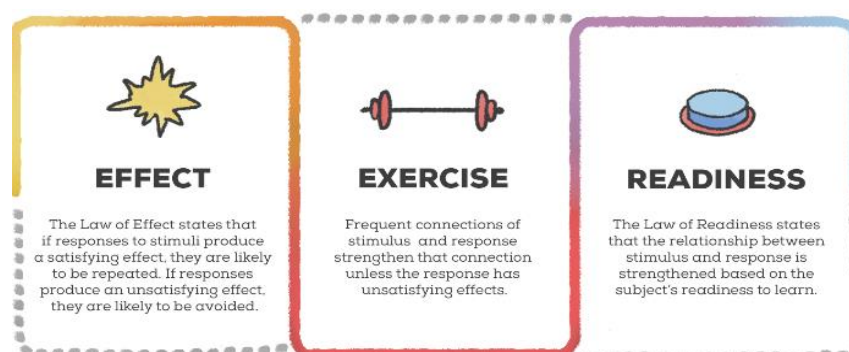 EFFECT
The Law of Effect states that
if responses to stimuli produce
a satisfying effect, they are likely
to be repeated. If responses
produce an unsatisfying effect,
they are likely to be avoided.
EXERCISE
Frequent connections of
stimulus and response
strengthen that connection
unless the response has
unsatisfying effects.
READINESS
The Law of Readiness states
that the relationship between
stimulus and response is
strengthened based on the
subject's readiness to learn.